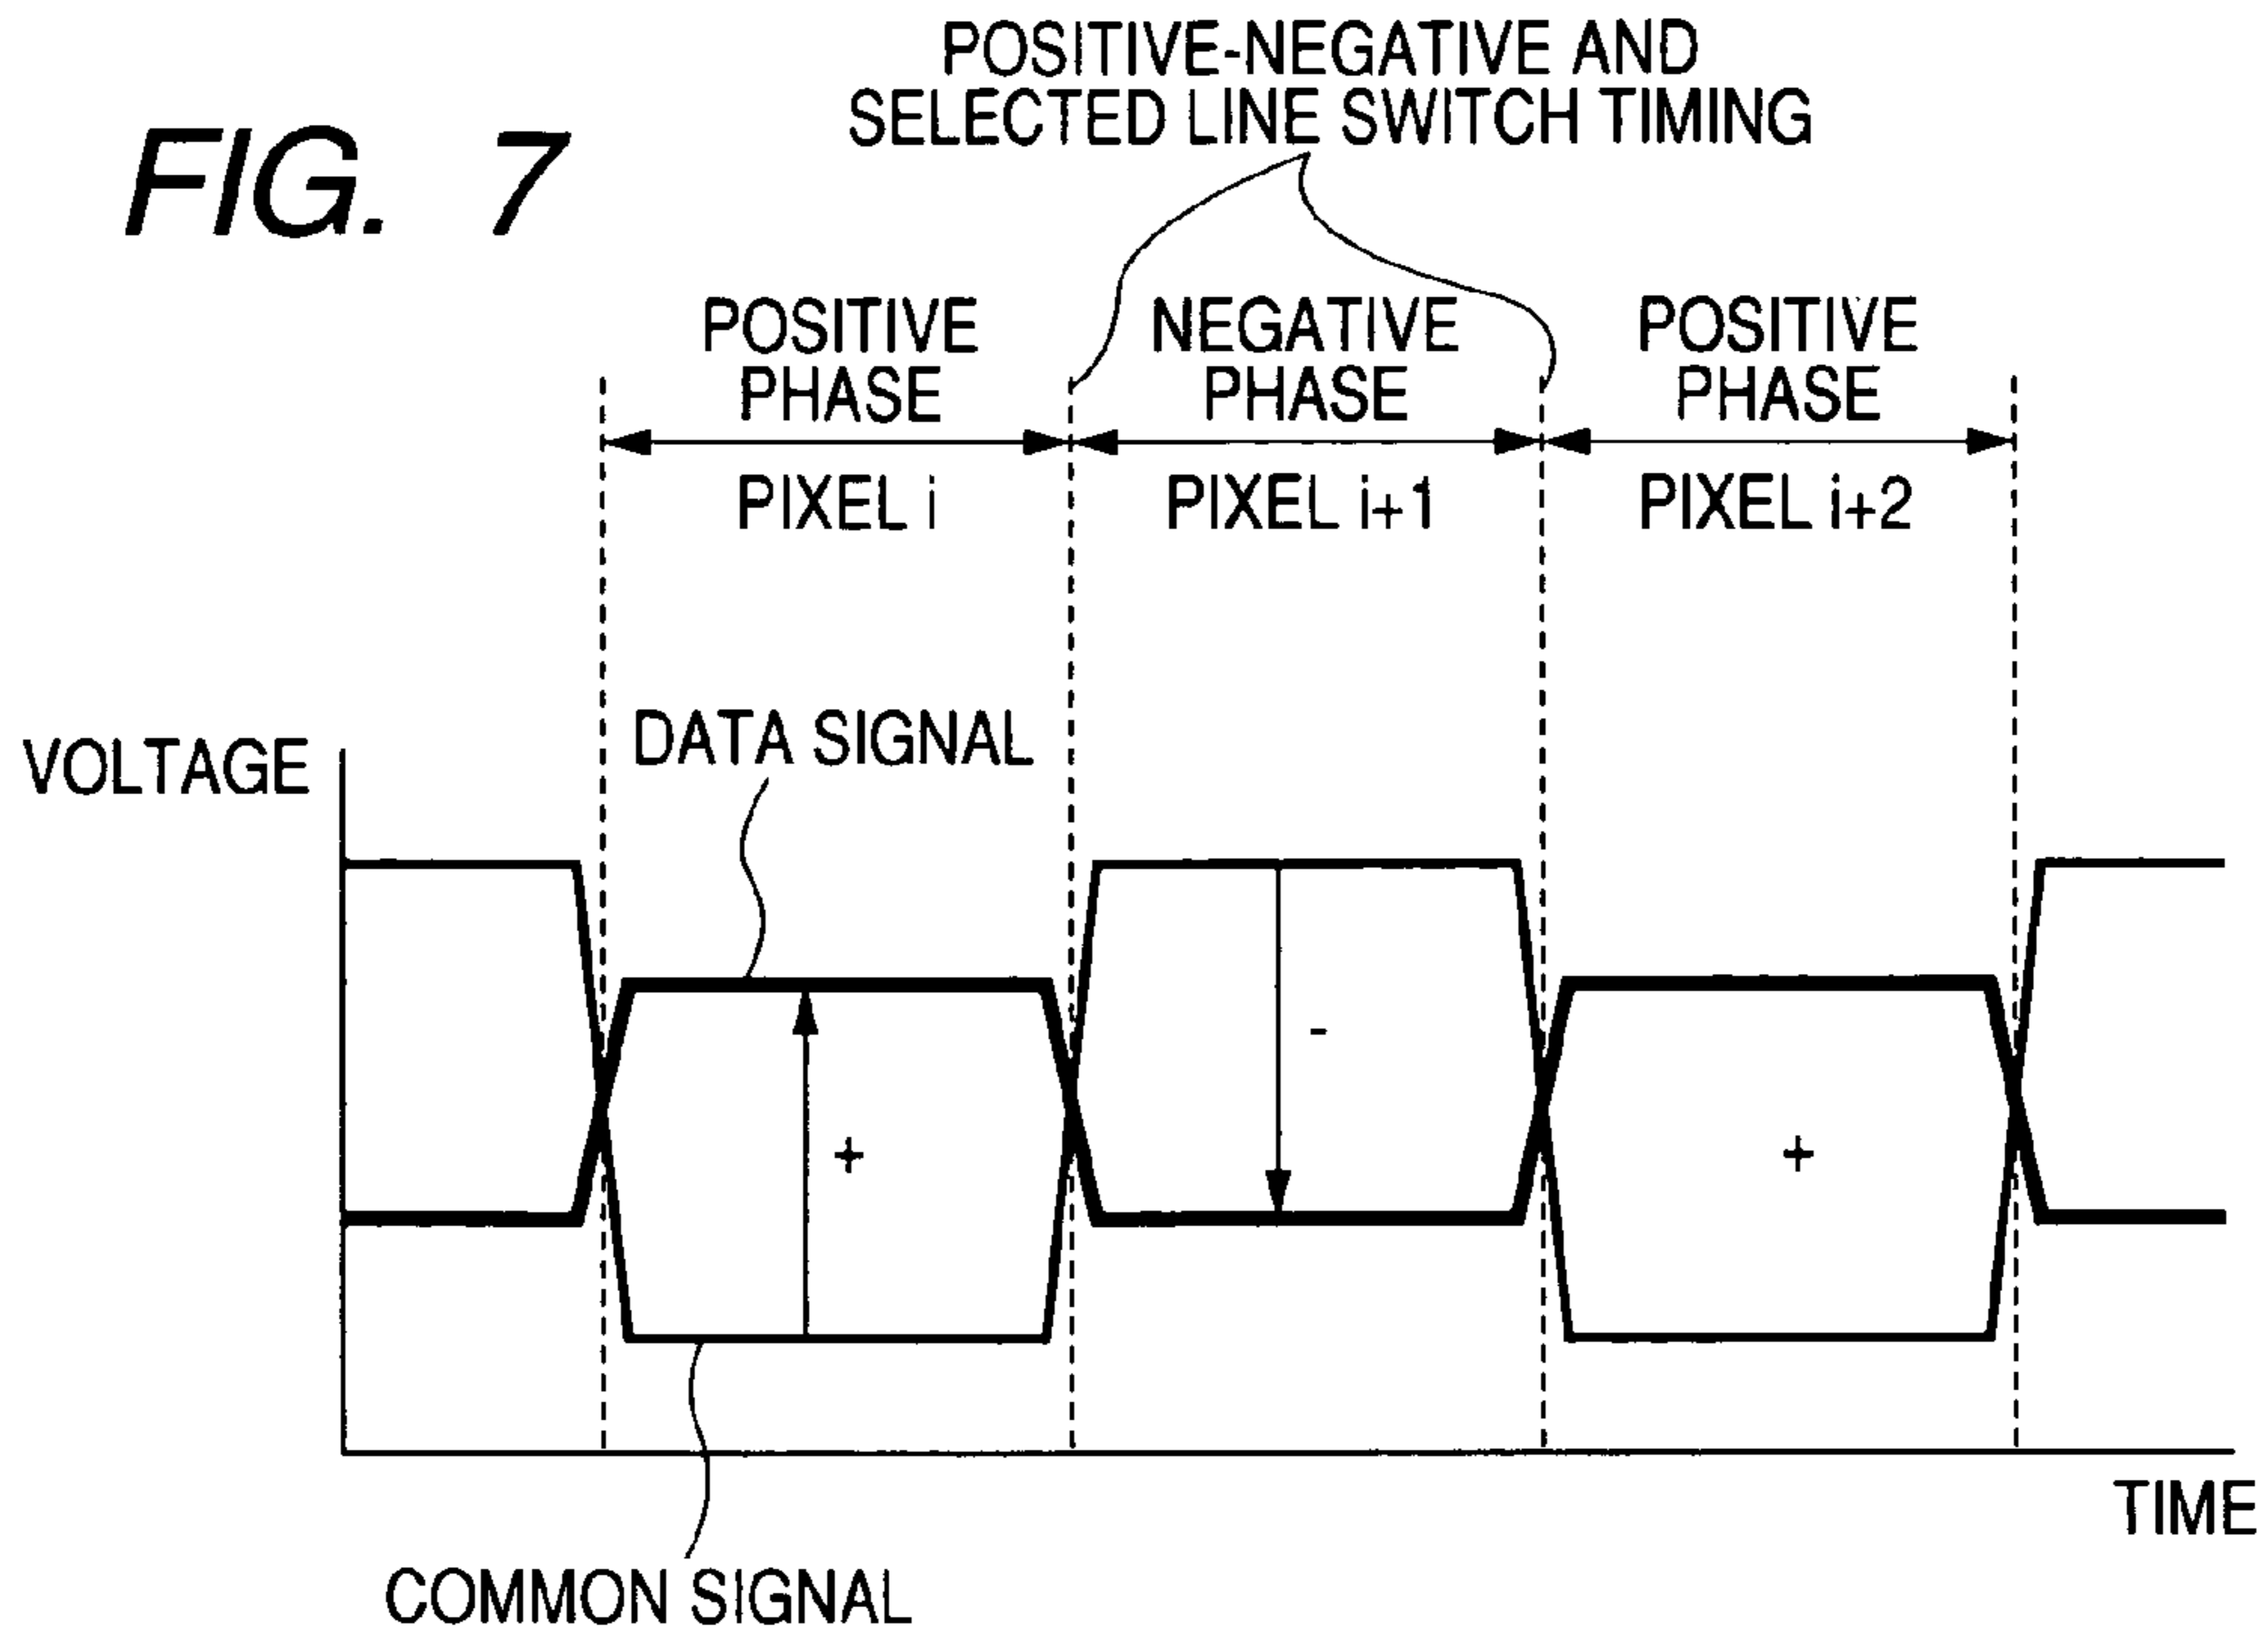 POSITIVE-NEGATIVE AND
SELECTED LINE SWITCH TIMING
FIG. 7
POSITIVE
PHASE
NEGATIVE
PHASE
POSITIVE
PHASE
PIXEL i
PIXEL i+1
PIXEL i+2
DATA SIGNAL
VOLTAGE
-
+
+
TIME
COMMON SIGNAL